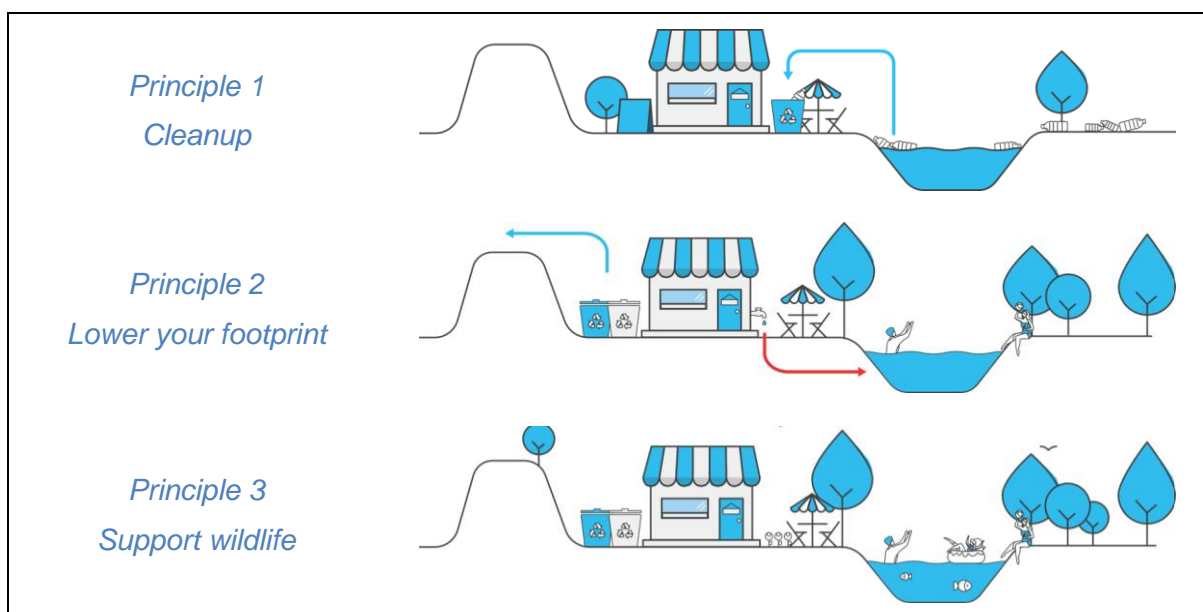 Principle 1
Cleanup
Principle 2
Lower your footprint
Principle 3
Support wildlife